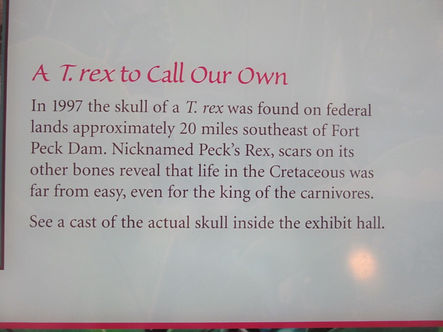 A T. rex to Call Our Own
In 1997 the skull of a T. rex was found on federal
lands approximately 20 miles southeast of Fort
Peck Dam. Nicknamed Peck's Rex, scars on its
other bones reveal that life in the Cretaceous was
far from easy, even for the king of the carnivores.
See a cast of the actual skull inside the exhibit hall.